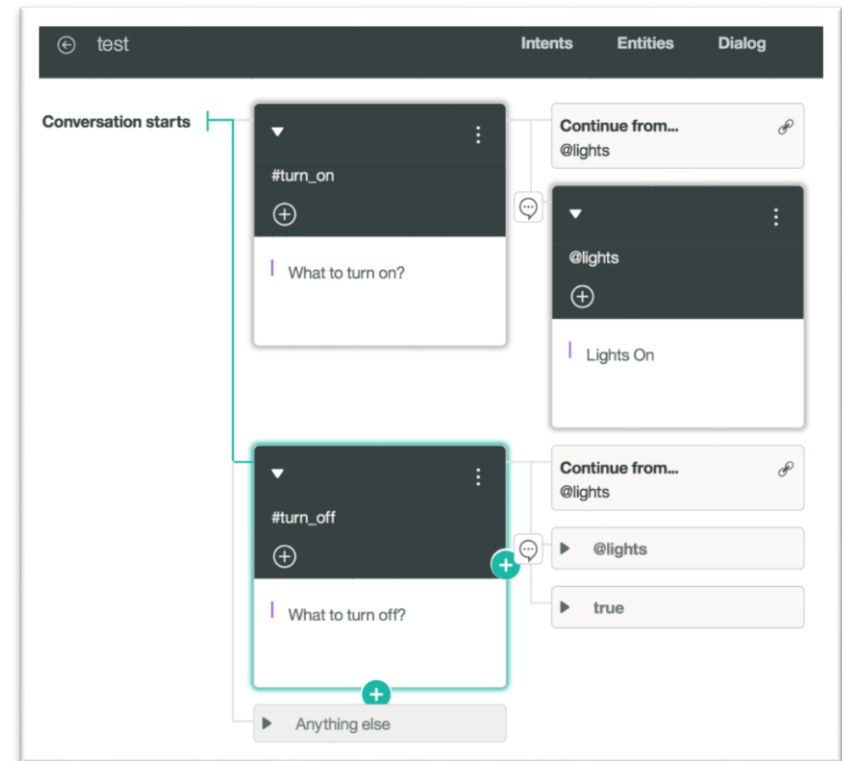 test
Intents
Entities
Dialog
Conversation starts
#turn_on
What to turn on?
Continue from...
@lights
@lights
Lights On
#turn_off
What to turn off?
Continue from...
@lights
@lights
true
Anything else